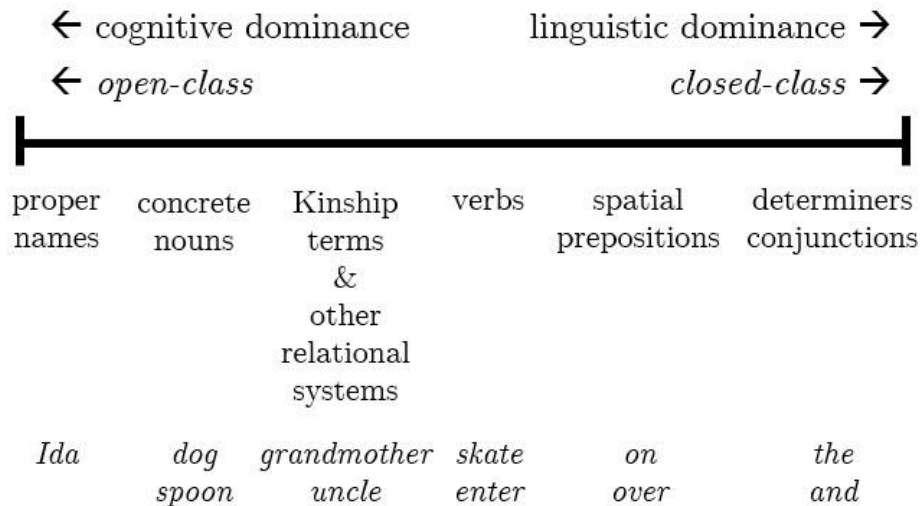 ← cognitive dominance linguistic dominance →
← open-class closed-class →
proper names
concrete nouns
Kinship terms & other relational systems
verbs
spatial prepositions
determiners conjunctions
Ida
dog
spoon
grandmother
uncle
skate
enter
on
over
the
and